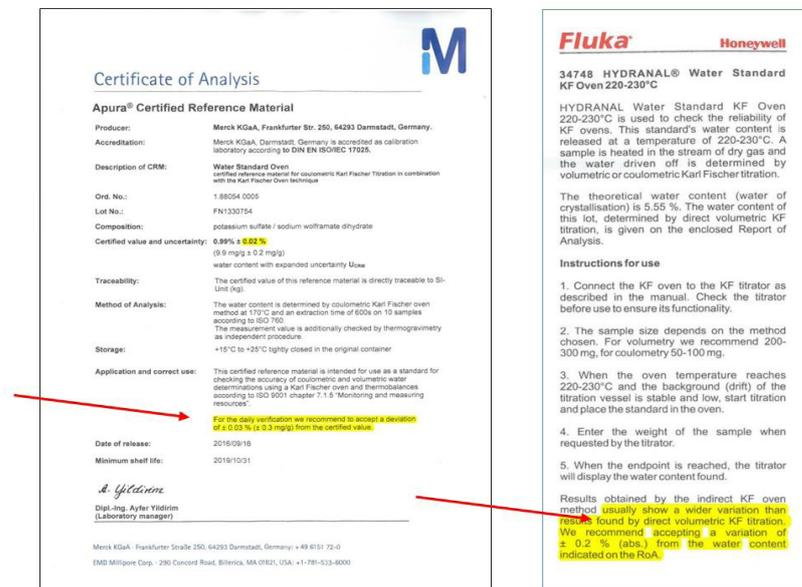 M
Certificate of Analysis
Apura® Certified Reference Material
Producer: Merck KGaA, Frankfurter Str. 250, 64293 Darmstadt, Germany.
Accreditation: Merck KGaA, Darmstadt, Germany is accredited as calibration
laboratory according to DIN EN ISO/IEC 17025.
Description of CRM: Water Standard Oven
certified reference material for coulometric Karl Fischer Titration in combination
with the Karl Fischer Oven technique
Ord. No.: 1.88054 0005
Lot No.: FN1330754
Composition: potassium sulfate / sodium wolframate dihydrate
Certified value and uncertainty: 0.99% ± 0.02 %
(9.9 mg/g ± 0.2 mg/g)
water content with expanded uncertainty UCRM
Traceability: The certified value of this reference material is directly traceable to SI-
Unit (kg).
Method of Analysis: The water content is determined by coulometric Karl Fischer oven
method at 170°C and an extraction time of 600s on 10 samples
according to ISO 760.
The measurement value is additionally checked by thermogravimetry
as independent procedure.
Storage: +15°C to +25°C tightly closed in the original container
Application and correct use: This certified reference material is intended for use as a standard for
checking the accuracy of coulometric and volumetric water
determinations using a Karl Fischer oven and thermobalances
according to ISO 9001 chapter 7.1.5 "Monitoring and measuring
resources".
For the daily verification we recommend to accept a deviation
of ± 0.03 % (± 0.3 mg/g) from the certified value.
Date of release: 2016/09/16
Minimum shelf life: 2019/10/31
A. Yildirim
Dipl.-Ing. Ayfer Yildirim
(Laboratory manager)
Merck KGaA · Frankfurter Straße 250, 64293 Darmstadt, Germany: +49 6151 72-0
EMD Millipore Corp. - 290 Concord Road, Billerica, MA 01821, USA: +1-781-533-6000
Fluka Honeywell
34748 HYDRANAL® Water Standard
KF Oven 220-230°C
HYDRANAL Water Standard KF Oven
220-230°C is used to check the reliability of
KF ovens. This standard's water content is
released at a temperature of 220-230°C. A
sample is heated in the stream of dry gas and
the water driven off is determined by
volumetric or coulometric Karl Fischer titration.
The theoretical water content (water of
crystallisation) is 5.55 %. The water content of
this lot, determined by direct volumetric KF
titration, is given on the enclosed Report of
Analysis.
Instructions for use
1. Connect the KF oven to the KF titrator as
described in the manual. Check the titrator
before use to ensure its functionality.
2. The sample size depends on the method
chosen. For volumetry we recommend 200-
300 mg, for coulometry 50-100 mg.
3. When the oven temperature reaches
220-230°C and the background (drift) of the
titration vessel is stable and low, start titration
and place the standard in the oven.
4. Enter the weight of the sample when
requested by the titrator.
5. When the endpoint is reached, the titrator
will display the water content found.
Results obtained by the indirect KF oven
method usually show a wider variation than
results found by direct volumetric KF titration.
We recommend accepting a variation of
± 0.2 % (abs.) from the water content
indicated on the RoA.